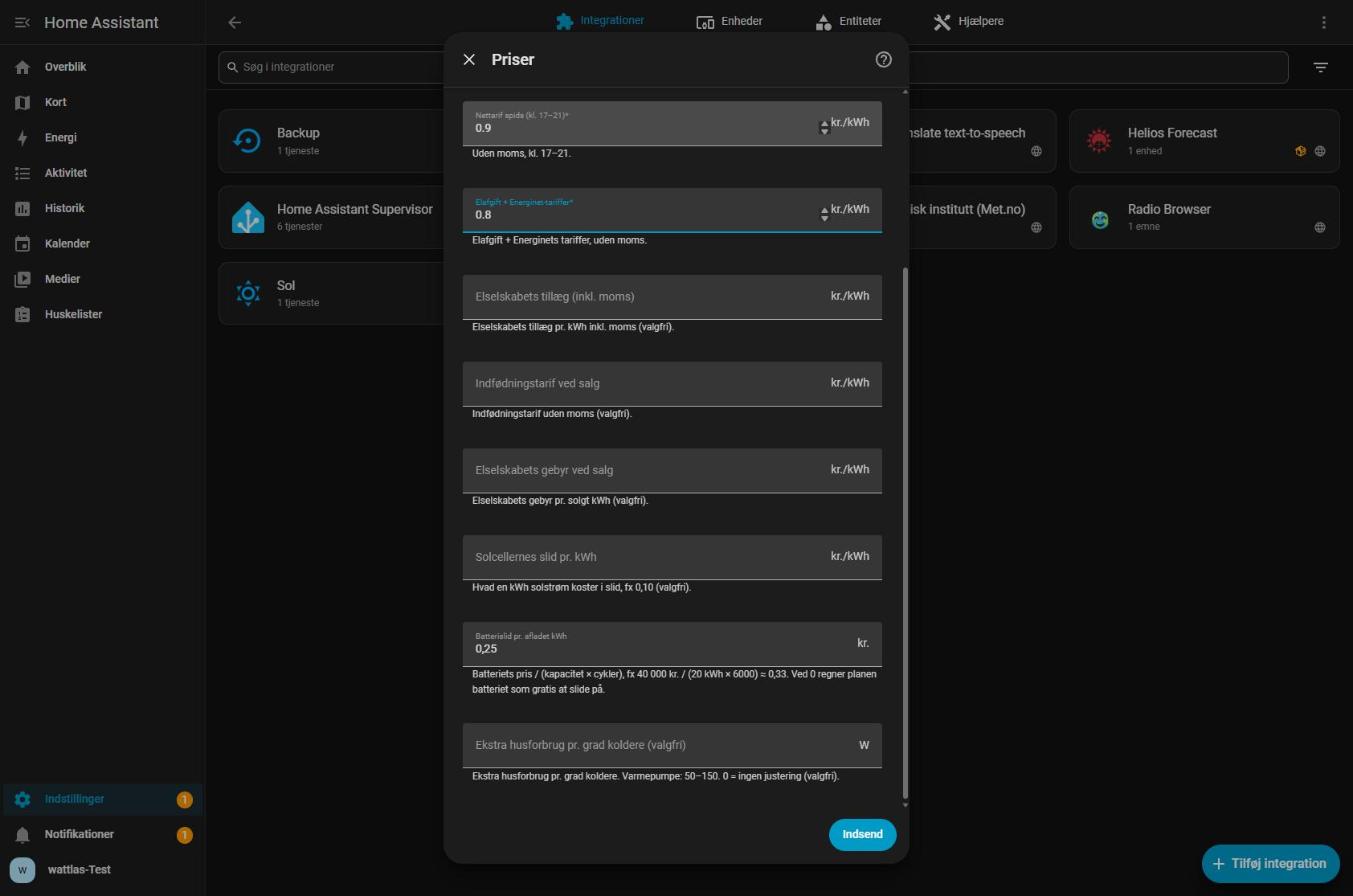 Home Assistant
Integrationer
Enheder
Entiteter
Hjælpere
Overblik
Kort
Energi
Aktivitet
Historik
Kalender
Medier
Huskelister
Indstillinger
1
Notifikationer
1
W
wattias-Test
Søg i integrationer
Backup
1 tjeneste
nslate text-to-speech
Helios Forecast
1 enhed
Home Assistant Supervisor
6 tjenester
isk institutt (Met.no)
Radio Browser
1 emne
Sol
1 tjeneste
Priser
Nettarif spids (kl. 17–21)*
0.9
kr./kWh
Uden moms, kl. 17–21.
Elafgift + Energinet-tariffer*
0.8
kr./kWh
Elafgift + Energinets tariffer, uden moms.
Elselskabets tillæg (inkl. moms)
kr./kWh
Elselskabets tillæg pr. kWh inkl. moms (valgfri).
Indfødningstarif ved salg
kr./kWh
Indfødningstarif uden moms (valgfri).
Elselskabets gebyr ved salg
kr./kWh
Elselskabets gebyr pr. solgt kWh (valgfri).
Solcellernes slid pr. kWh
kr./kWh
Hvad en kWh solstrøm koster i slid, fx 0,10 (valgfri).
Batterislid pr. afladet kWh
0,25
kr.
Batteriets pris / (kapacitet × cykler), fx 40 000 kr. / (20 kWh × 6000) ≈ 0,33. Ved 0 regner planen
batteriet som gratis at slide på.
Ekstra husforbrug pr. grad koldere (valgfri)
W
Ekstra husforbrug pr. grad koldere. Varmepumpe: 50–150. 0 = ingen justering (valgfri).
Indsend
Tilføj integration